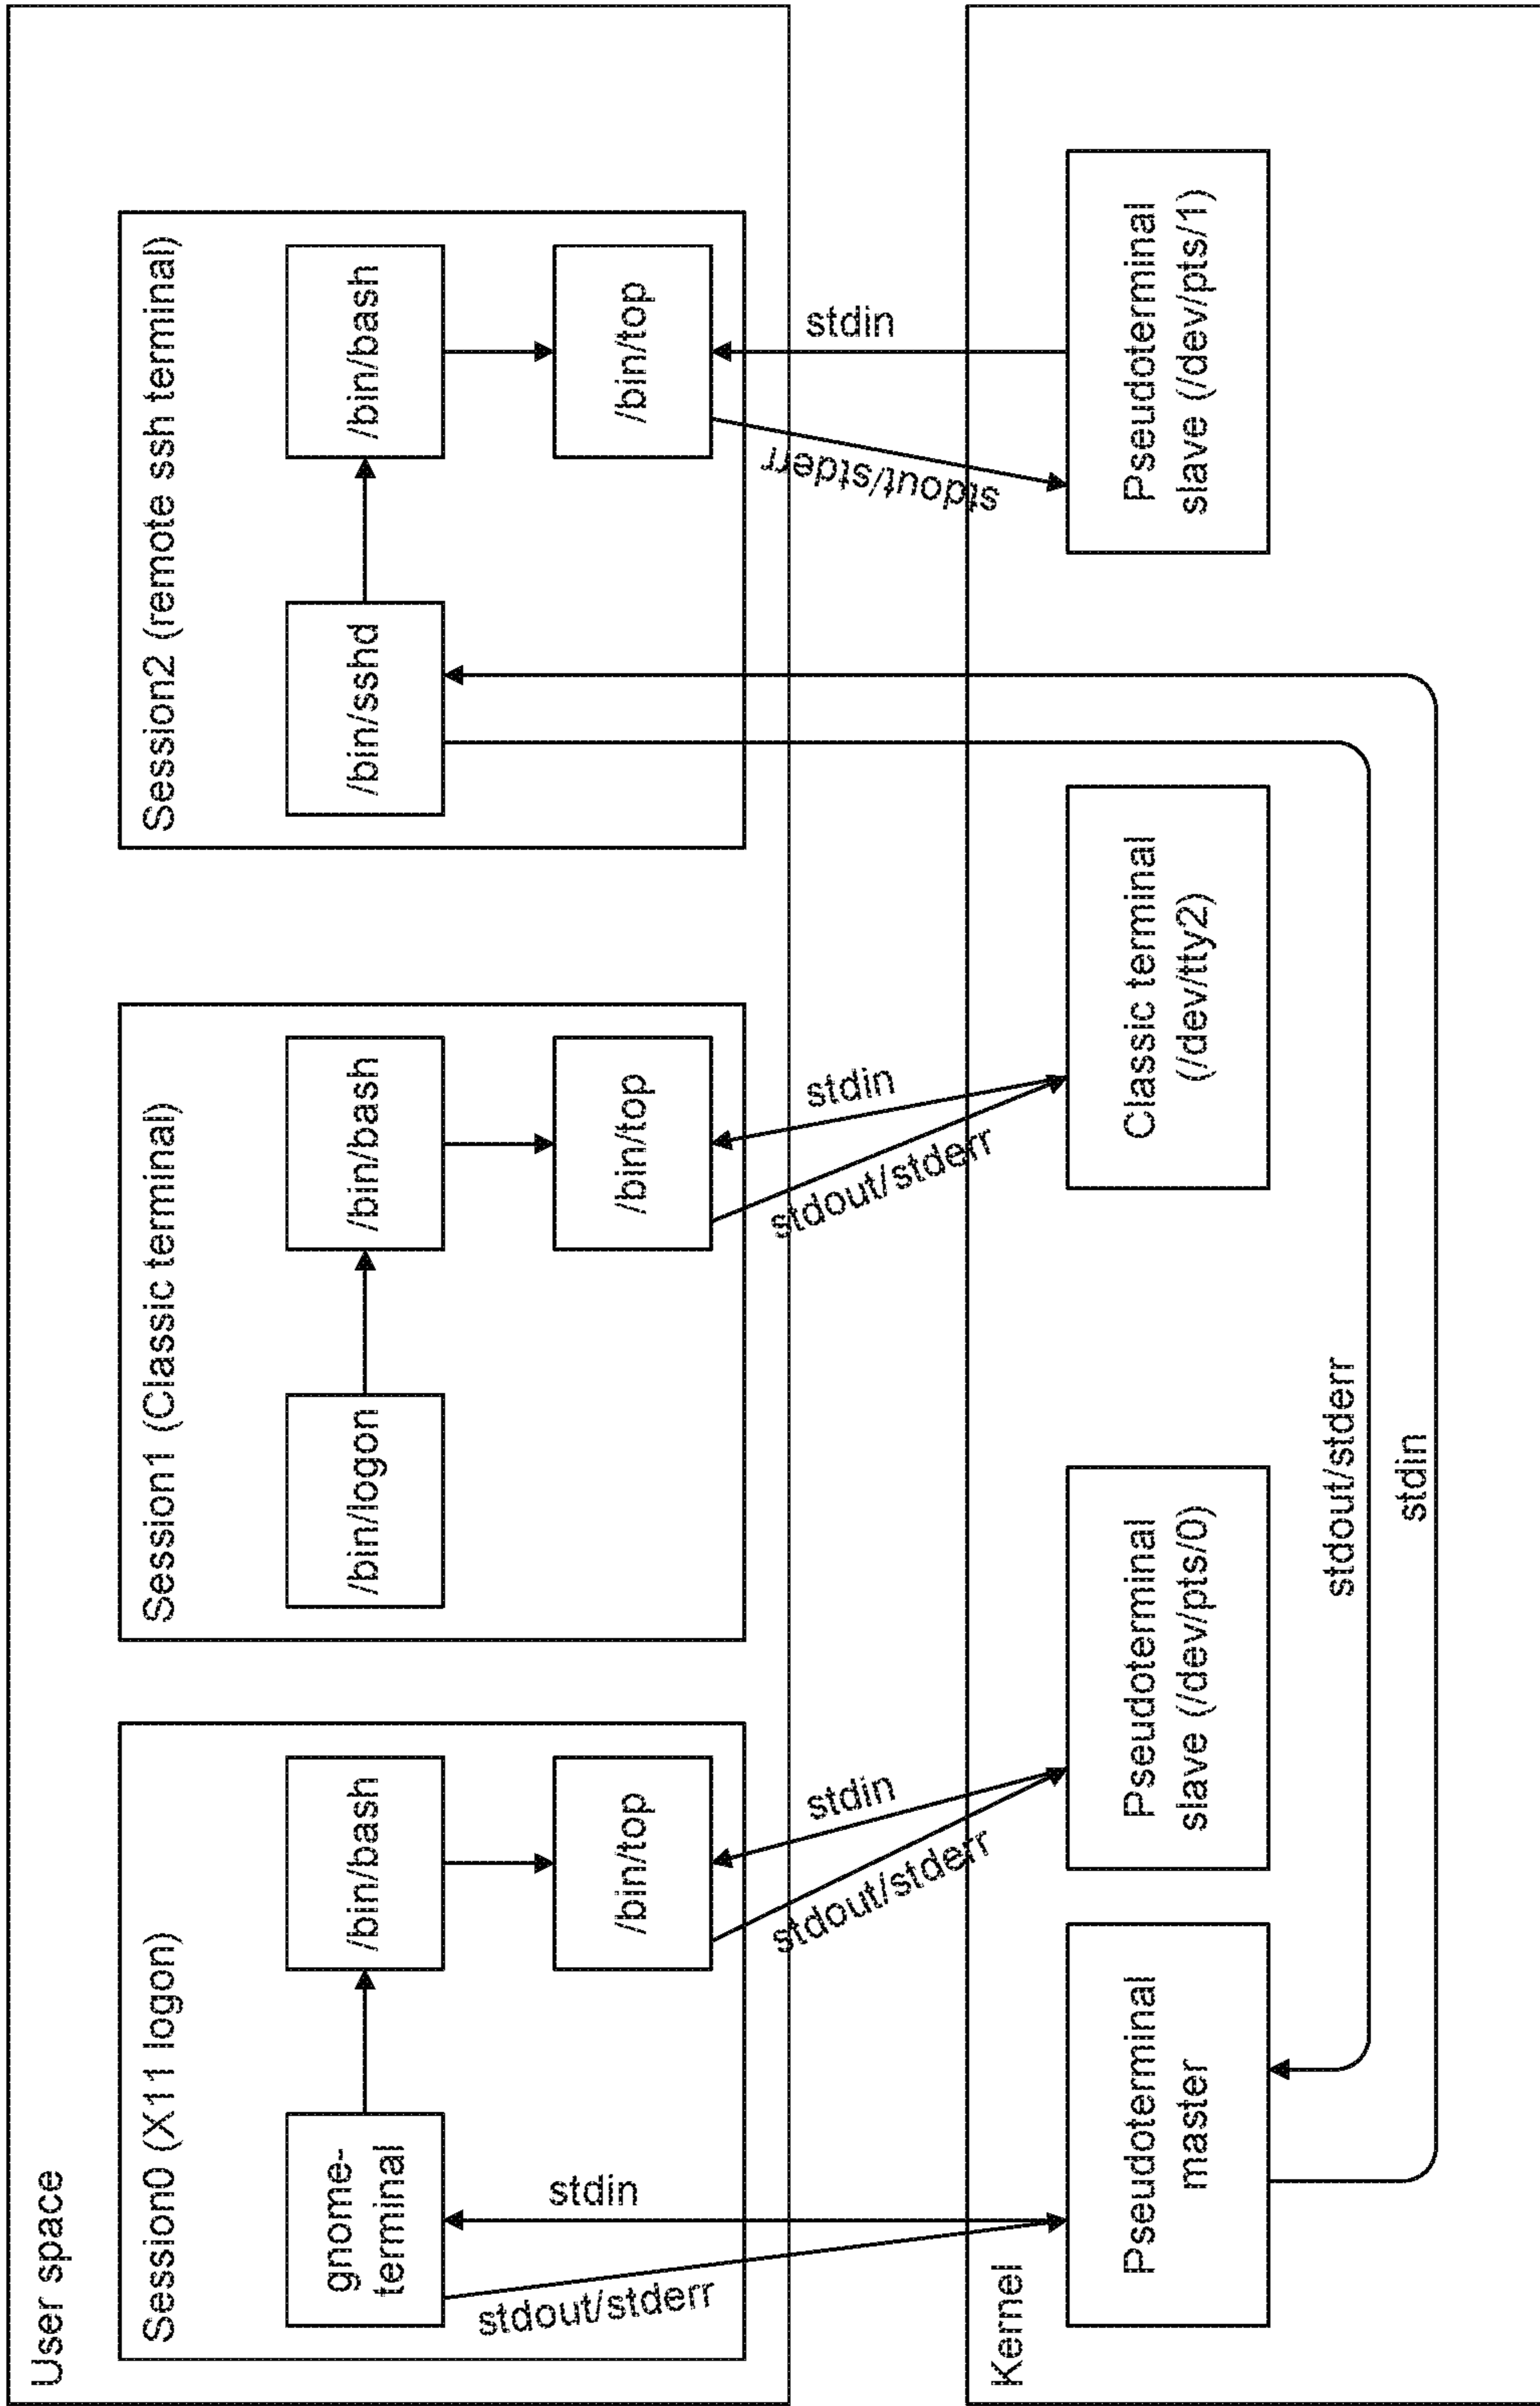 User space
Session0 (X11 logon)
gnome-
terminal
/bin/bash
/bin/top
stdin
stdout/stderr
stdin
stdout/stderr
Session1 (Classic terminal)
/bin/logon
/bin/bash
/bin/top
stdin
stdout/stderr
Session2 (remote ssh terminal)
/bin/sshd
/bin/bash
/bin/top
stdin
stdout/stderr
Kernel
Pseudoterminal
master
Pseudoterminal
slave (/dev/pts/0)
Classic terminal
(/dev/tty2)
Pseudoterminal
slave (/dev/pts/1)
stdout/stderr
stdin